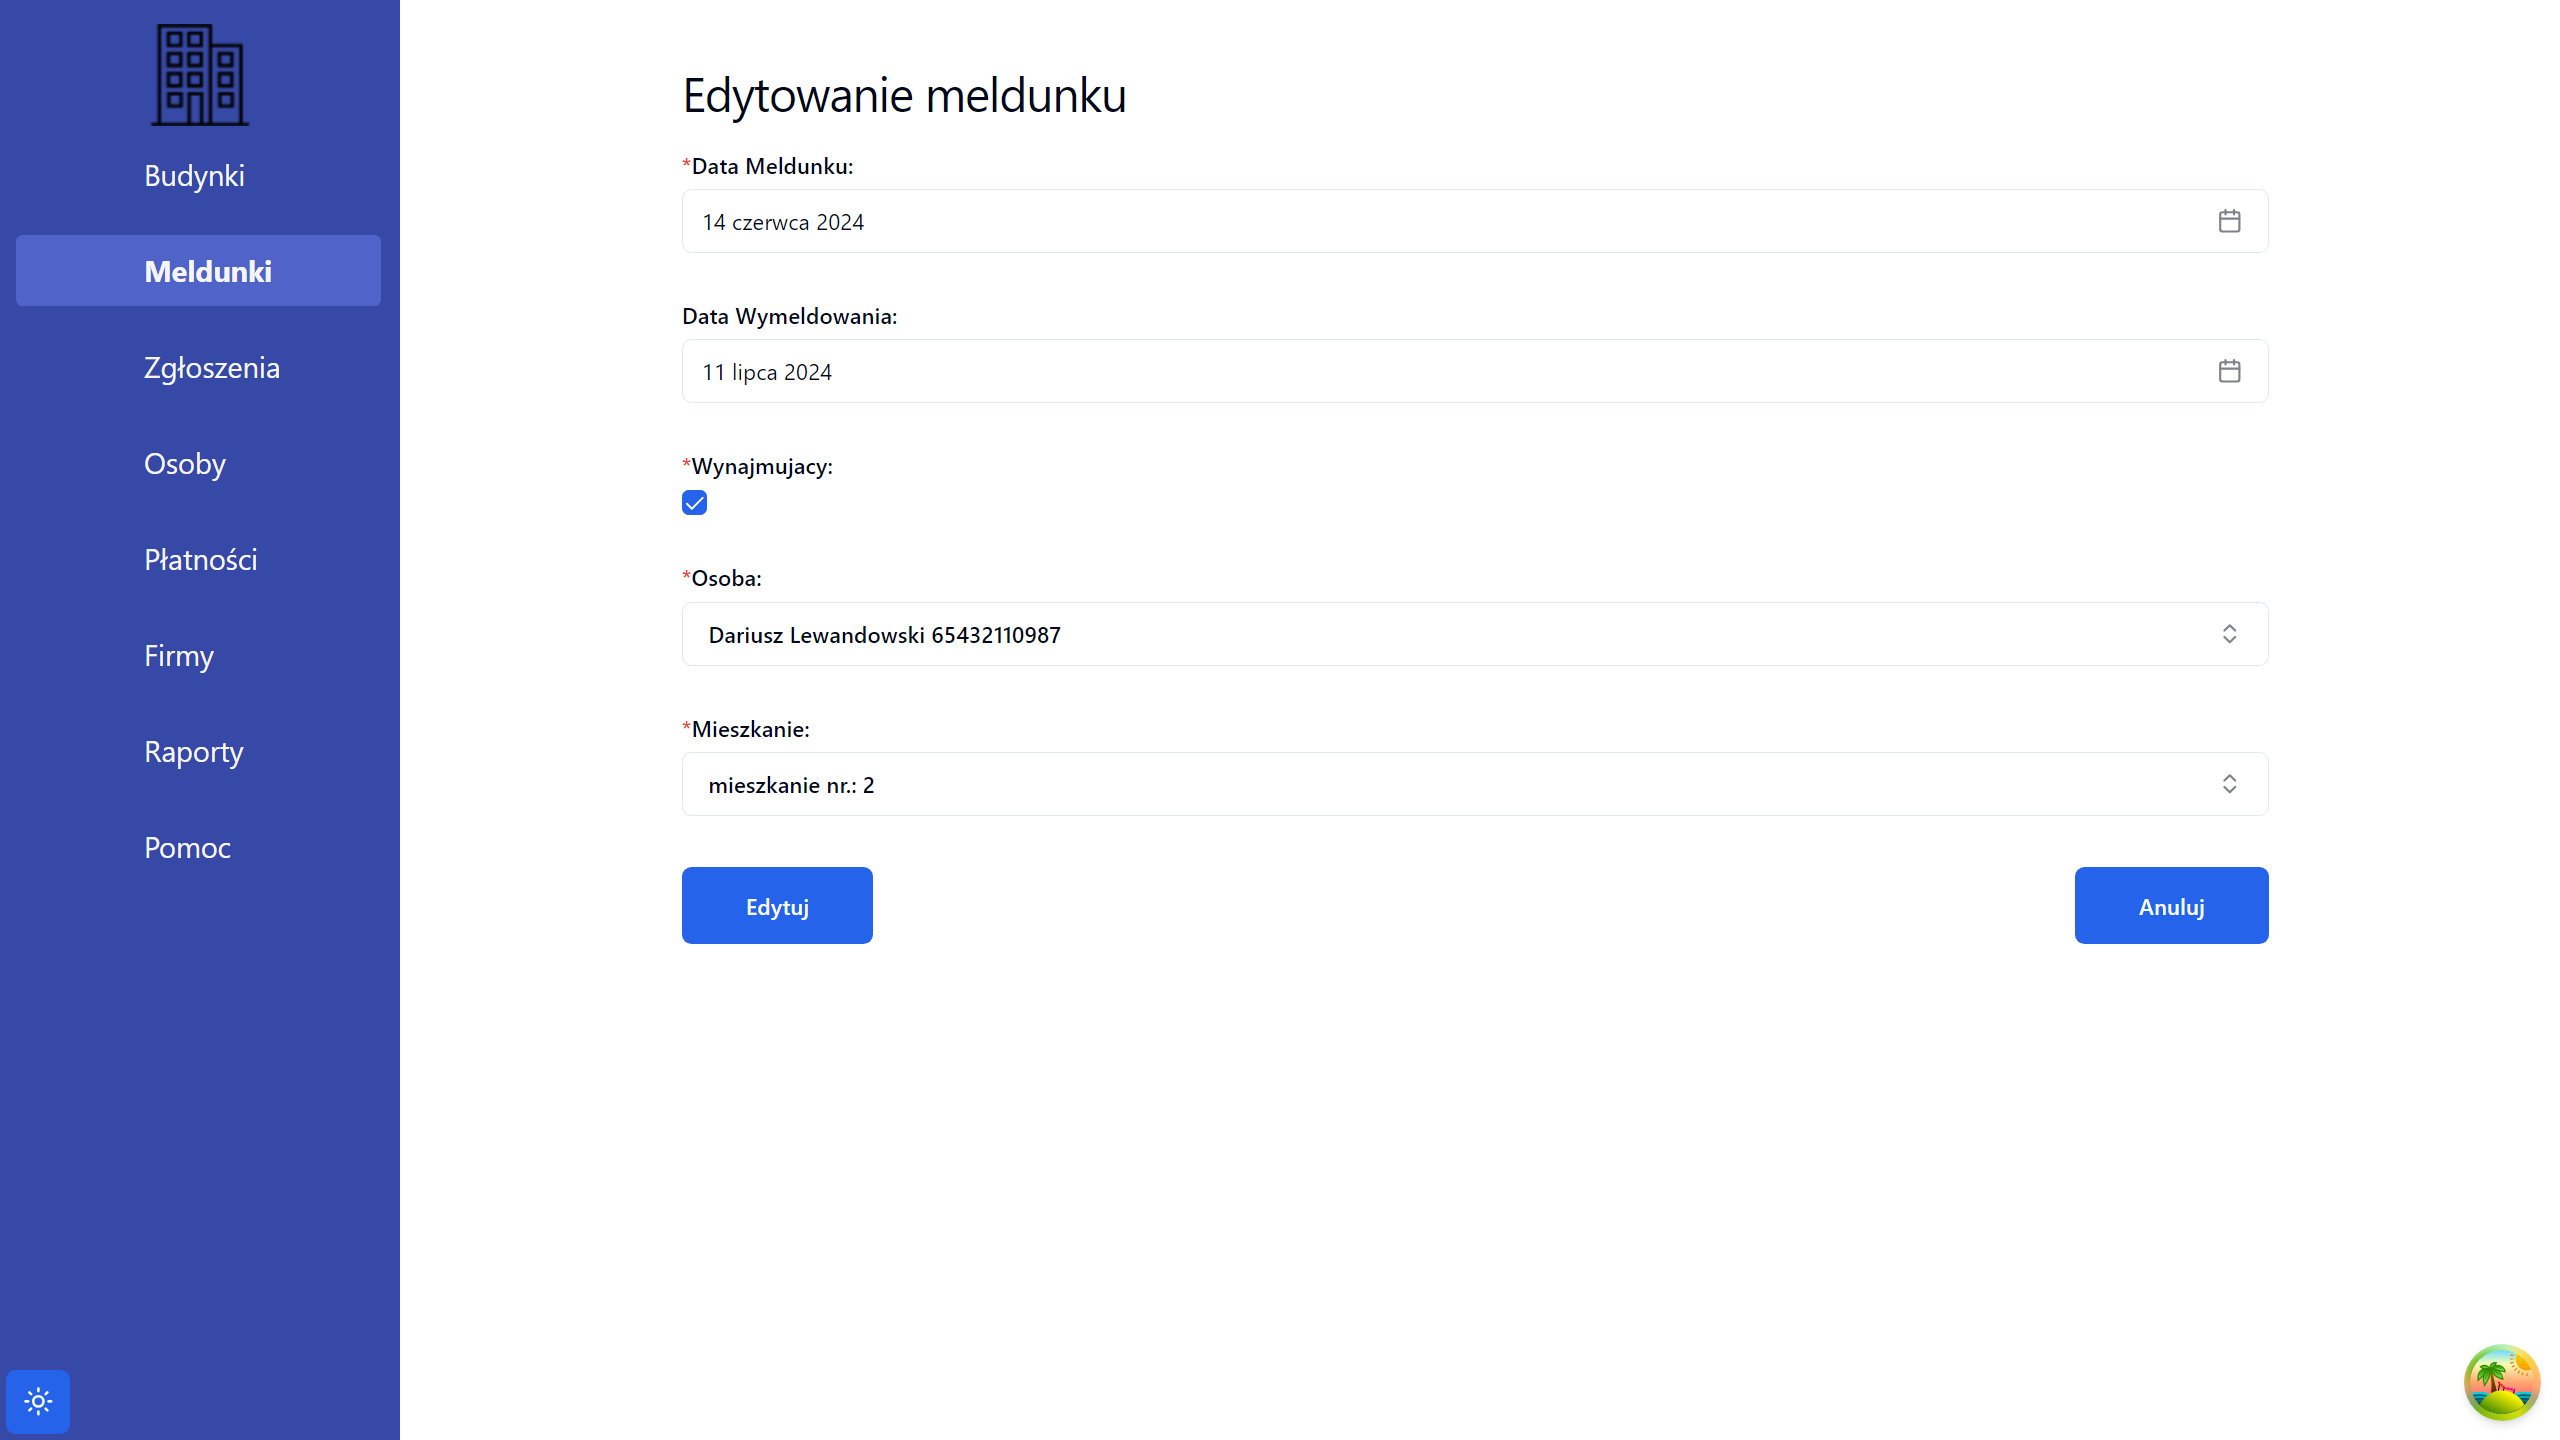 Budynki
Meldunki
Zgłoszenia
Osoby
Płatności
Firmy
Raporty
Pomoc
Edytowanie meldunku
*Data Meldunku:
14 czerwca 2024
Data Wymeldowania:
11 lipca 2024
*Wynajmujacy:
*Osoba:
Dariusz Lewandowski 65432110987
*Mieszkanie:
mieszkanie nr.: 2
Edytuj
Anuluj